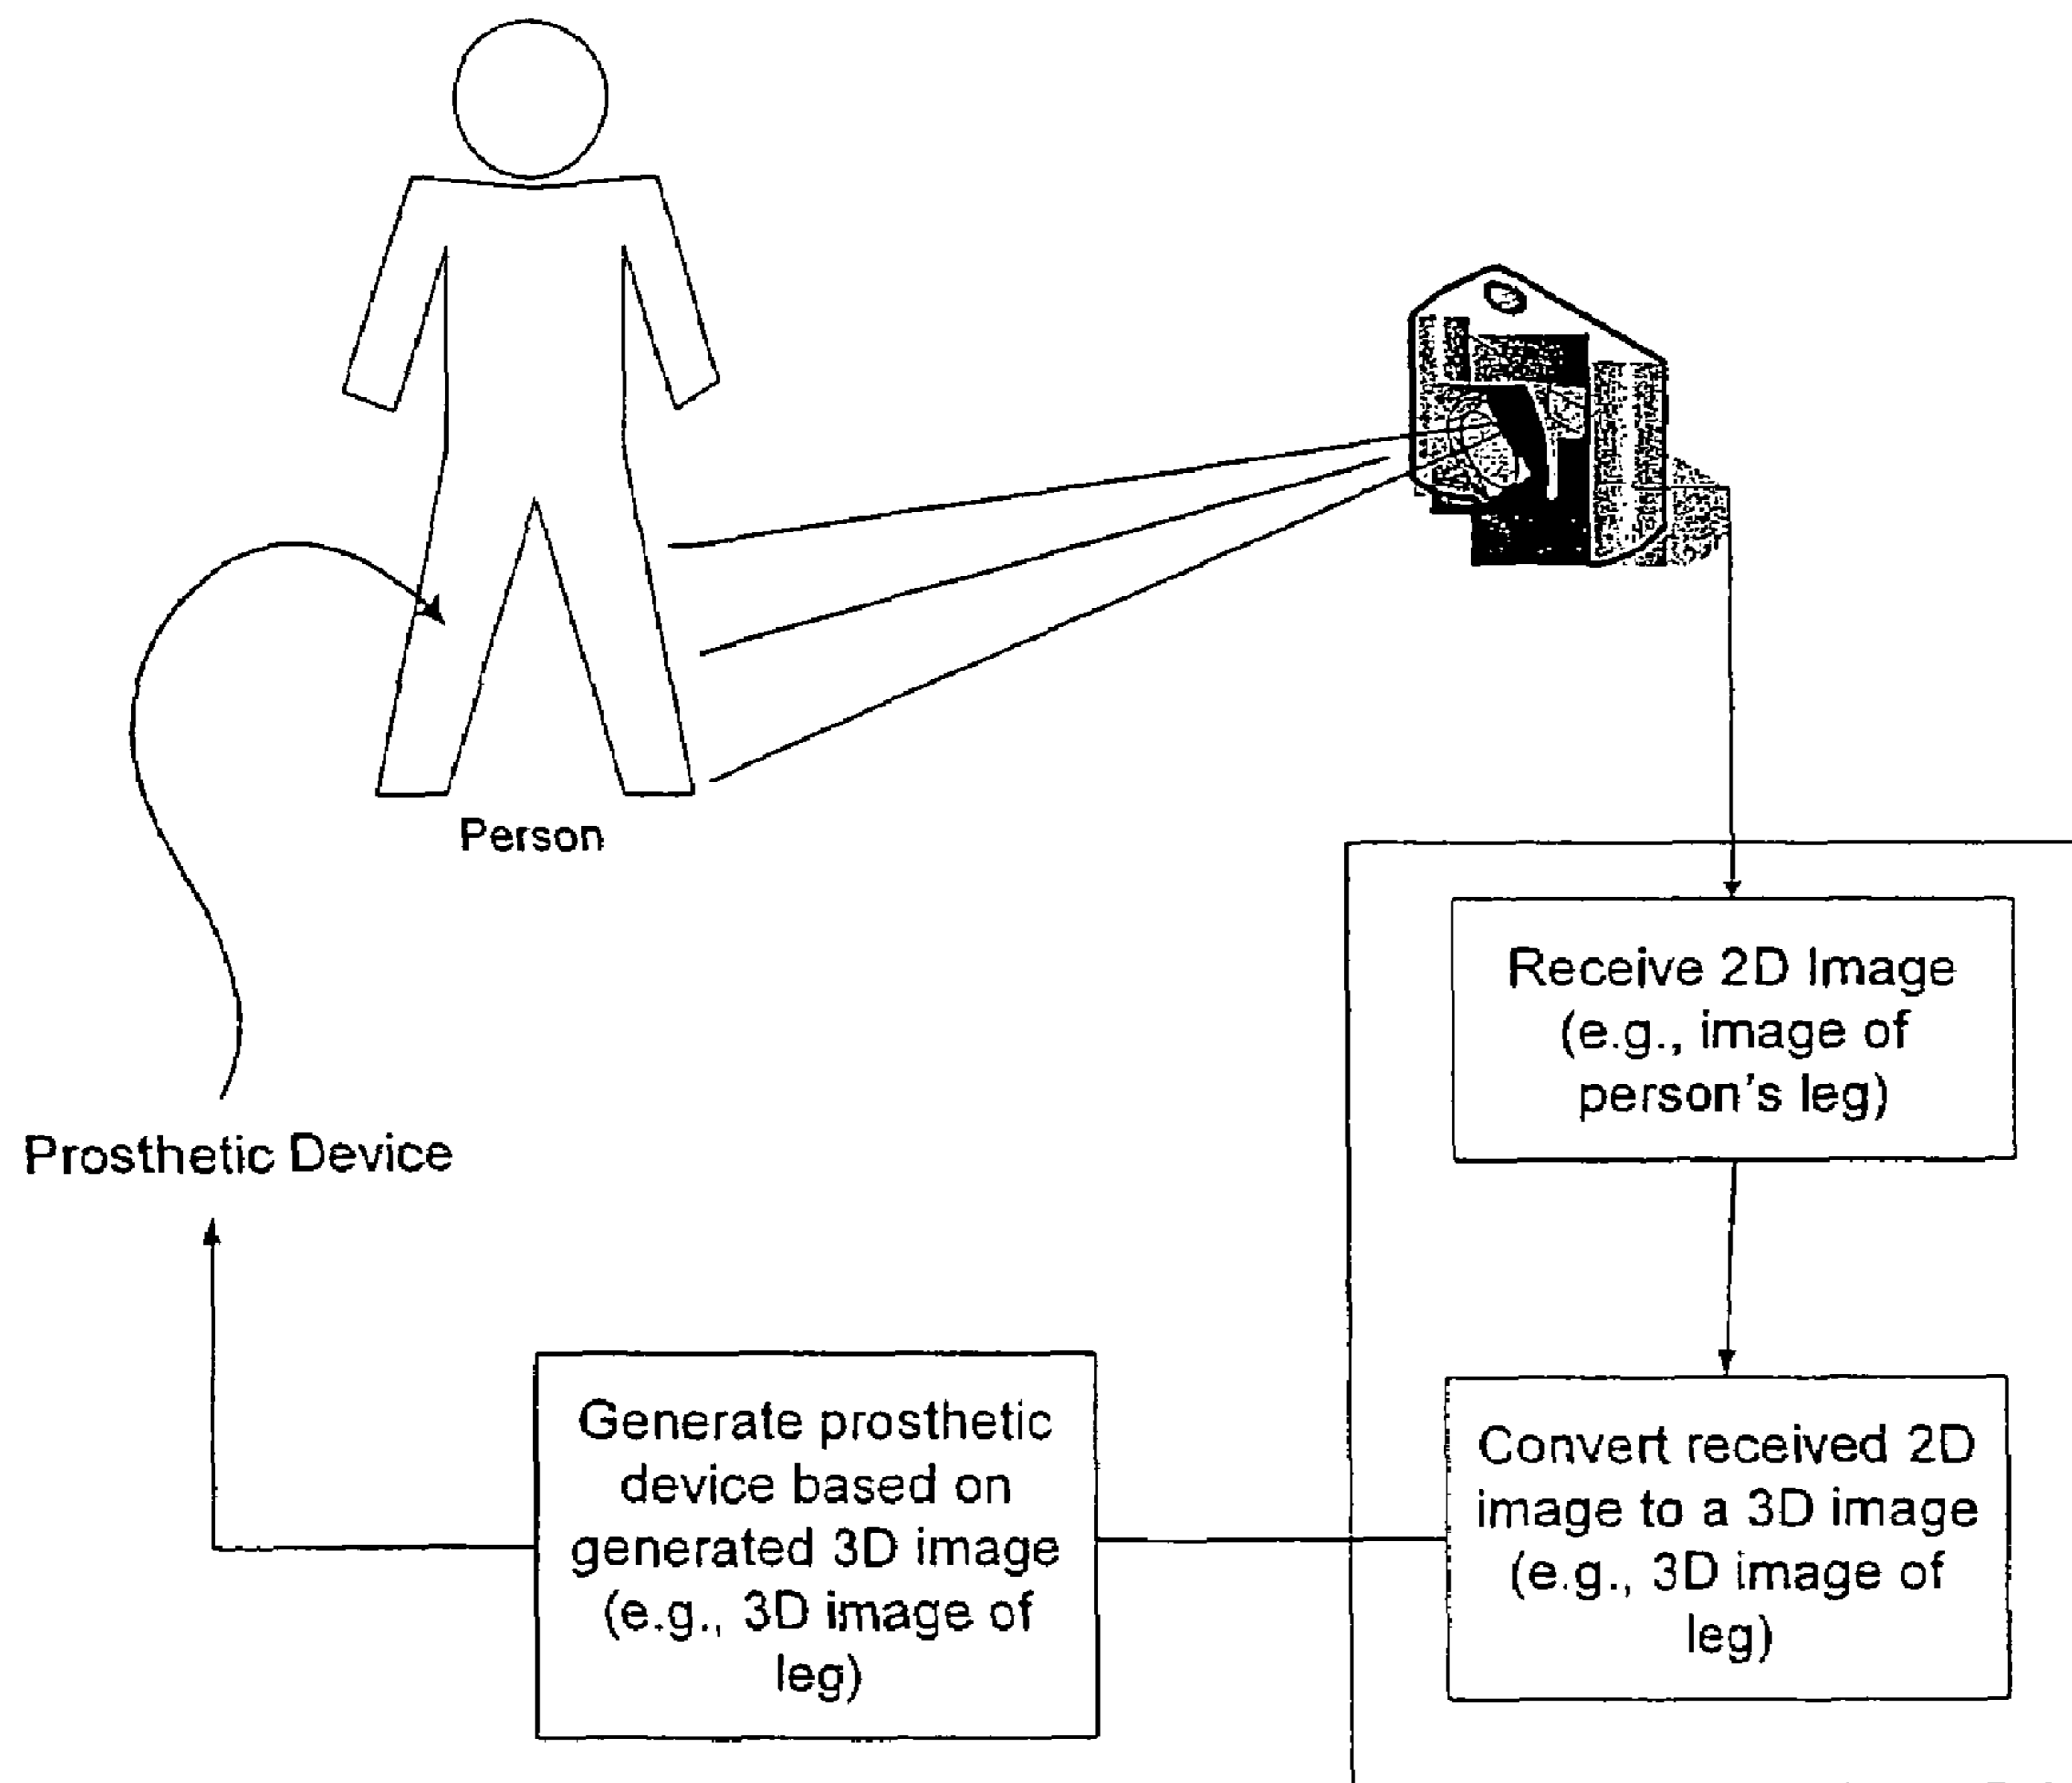 Person
Receive 2D Image
(e.g., image of
person's leg)
Prosthetic Device
Generate prosthetic
device based on
generated 3D image
(e.g., 3D image of
leg)
Convert received 2D
image to a 3D image
(e.g., 3D image of
leg)